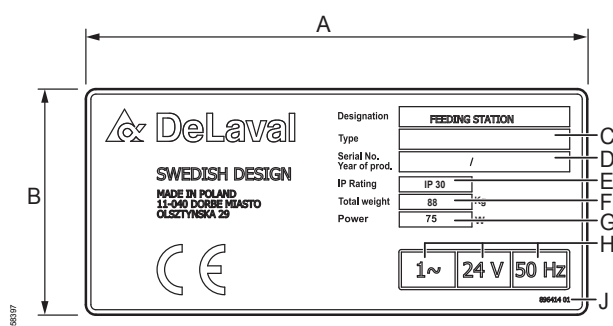 A
DeLaval
SWEDISH DESIGN
MADE IN POLAND
11-040 DOBRE MIASTO
OLSZTYNSKA 29
CE
Designation FEEDING STATION
Type
Serial No.
Year of prod. /
IP Rating IP 30
Total weight 88 Kg
Power 75 W
1~ 24 V 50 Hz
896414 01
B
C
D
E
F
G
H
J
58397